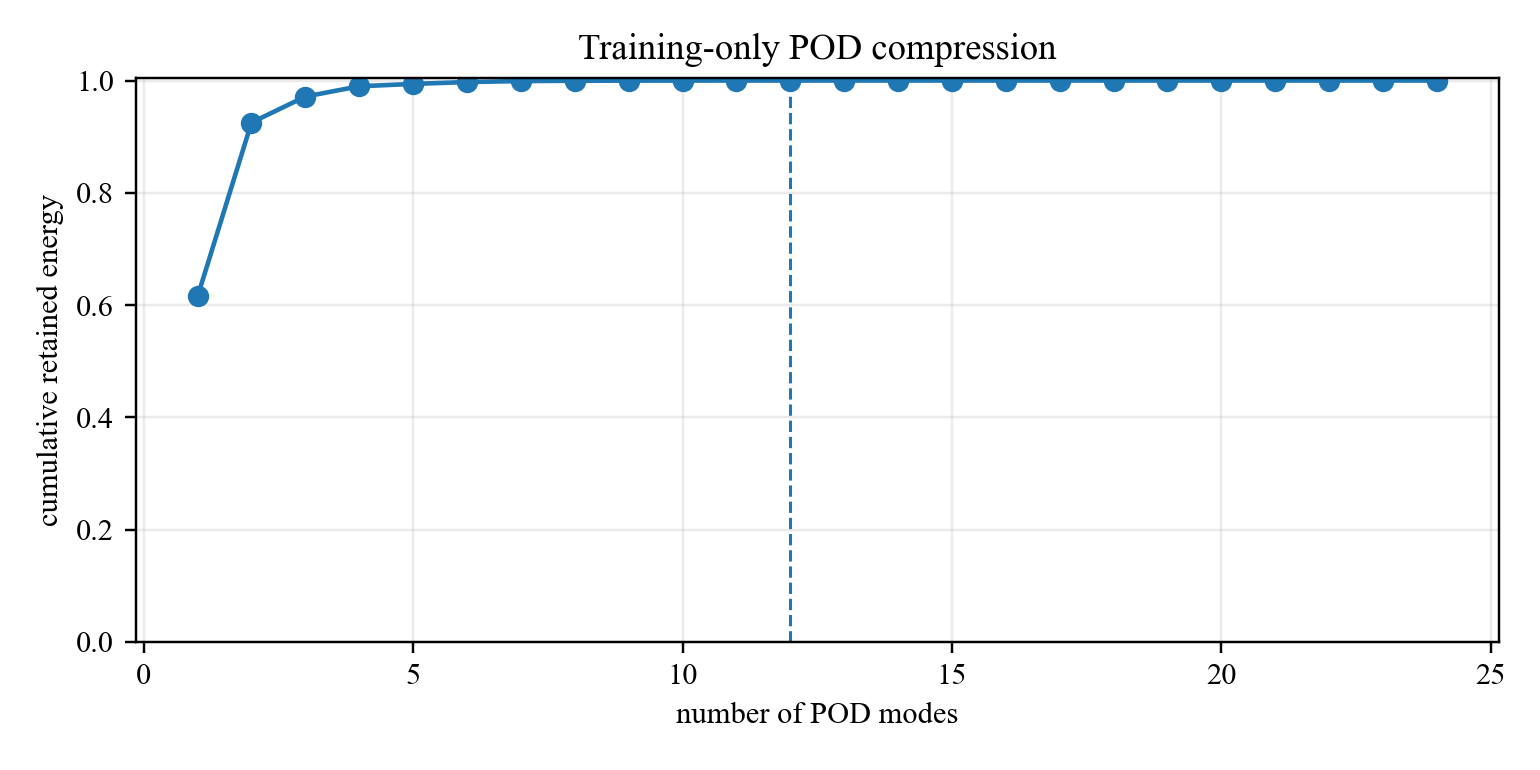 Training-only POD compression
1.0
0.8
0.6
0.4
0.2
0.0
cumulative retained energy
0 5 10 15 20 25
number of POD modes